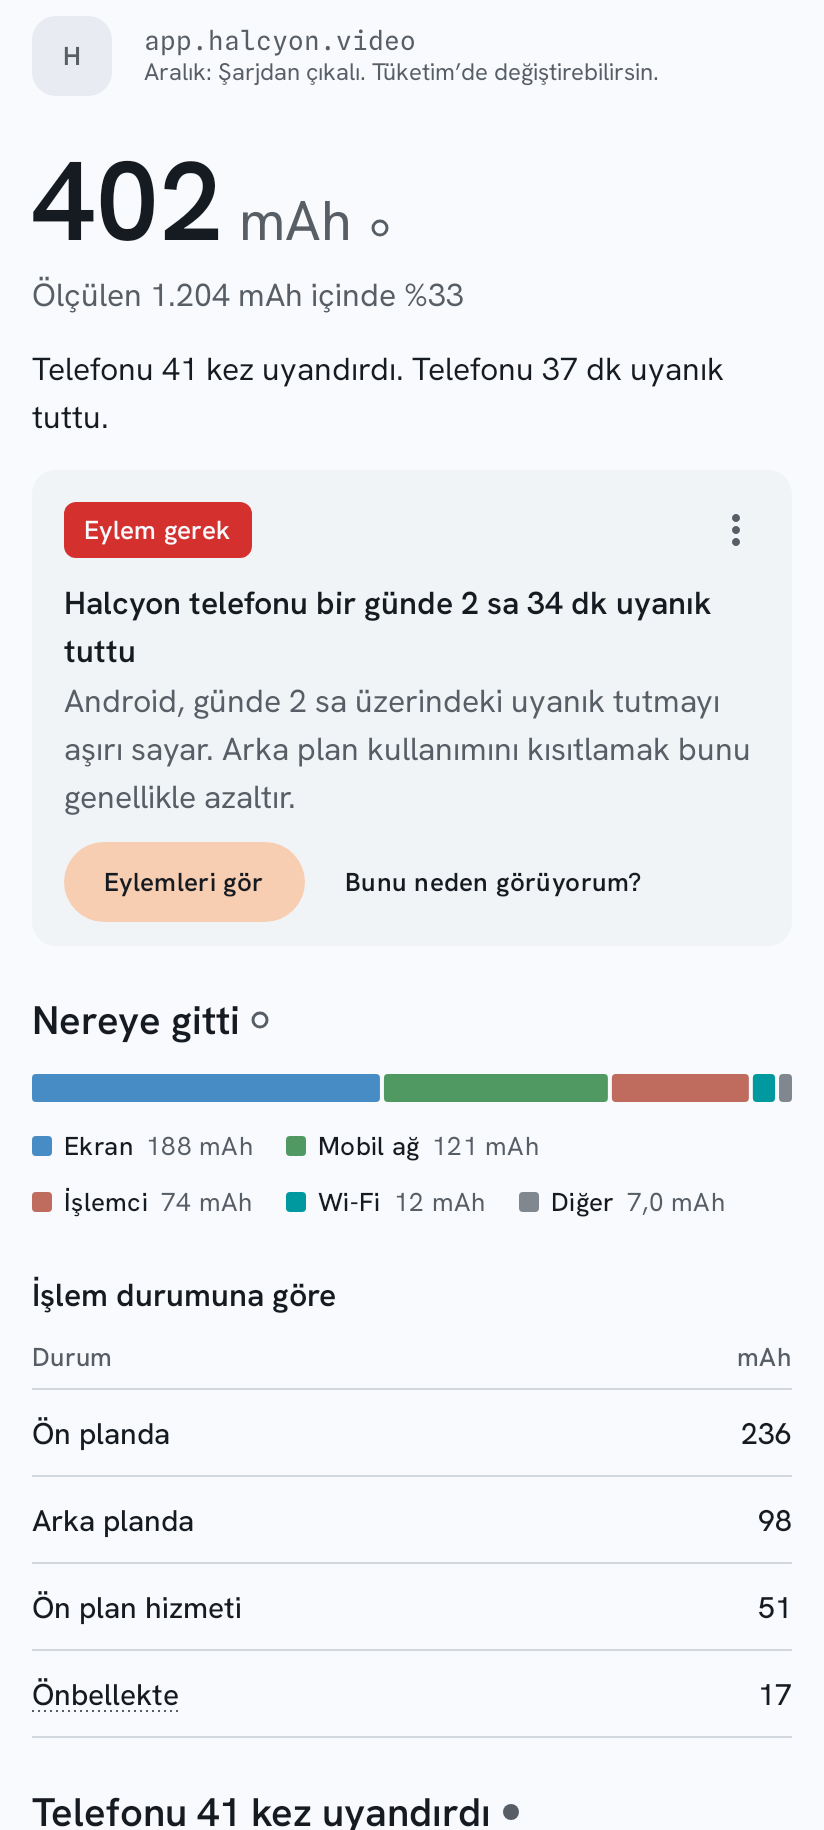 H
app.halcyon.video
Aralık: Şarjdan çıkalı. Tüketim’de değiştirebilirsin.
402 mAh
Ölçülen 1.204 mAh içinde %33
Telefonu 41 kez uyandırdı. Telefonu 37 dk uyanık
tuttu.
Eylem gerek
Halcyon telefonu bir günde 2 sa 34 dk uyanık
tuttu
Android, günde 2 sa üzerindeki uyanık tutmayı
aşırı sayar. Arka plan kullanımını kısıtlamak bunu
genellikle azaltır.
Eylemleri gör Bunu neden görüyorum?
Nereye gitti
Ekran 188 mAh Mobil ağ 121 mAh
İşlemci 74 mAh Wi-Fi 12 mAh Diğer 7,0 mAh
İşlem durumuna göre
Durum mAh
Ön planda 236
Arka planda 98
Ön plan hizmeti 51
Önbellekte 17
Telefonu 41 kez uyandırdı